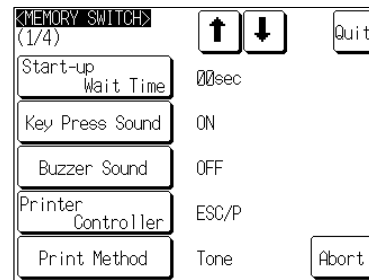 <MEMORY SWITCH>
(1/4)
Quit
Start-up
Wait Time
00sec
Key Press Sound
ON
Buzzer Sound
OFF
Printer
Controller
ESC/P
Print Method
Tone
Abort